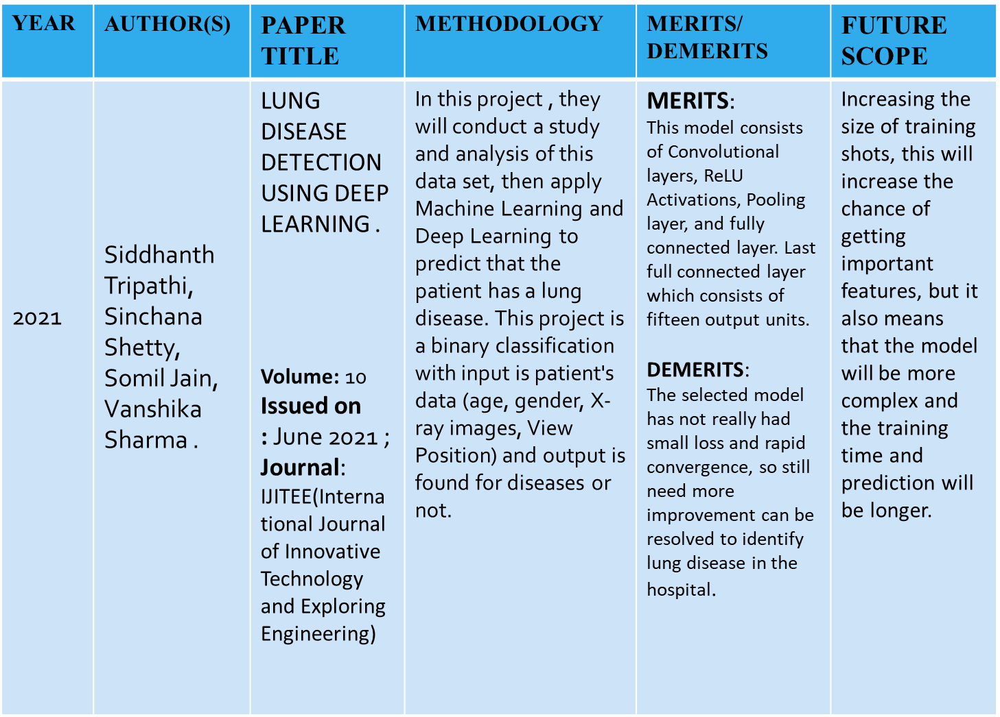 YEAR
AUTHOR(S)
PAPER
TITLE
METHODOLOGY
MERITS/
DEMERITS
FUTURE
SCOPE
2021
Siddhanth
Tripathi,
Sinchana
Shetty,
Somil Jain,
Vanshika
Sharma .
LUNG
DISEASE
DETECTION
USING DEEP
LEARNING .
Volume: 10
Issued on
: June 2021 ;
Journal:
IJITEE(Interna
tional Journal
of Innovative
Technology
and Exploring
Engineering)
In this project , they
will conduct a study
and analysis of this
data set, then apply
Machine Learning and
Deep Learning to
predict that the
patient has a lung
disease. This project is
a binary classification
with input is patient's
data (age, gender, X-
ray images, View
Position) and output is
found for diseases or
not.
MERITS:
This model consists
of Convolutional
layers, ReLU
Activations, Pooling
layer, and fully
connected layer. Last
full connected layer
which consists of
fifteen output units.
DEMERITS:
The selected model
has not really had
small loss and rapid
convergence, so still
need more
improvement can be
resolved to identify
lung disease in the
hospital.
Increasing the
size of training
shots, this will
increase the
chance of
getting
important
features, but it
also means
that the model
will be more
complex and
the training
time and
prediction will
be longer.